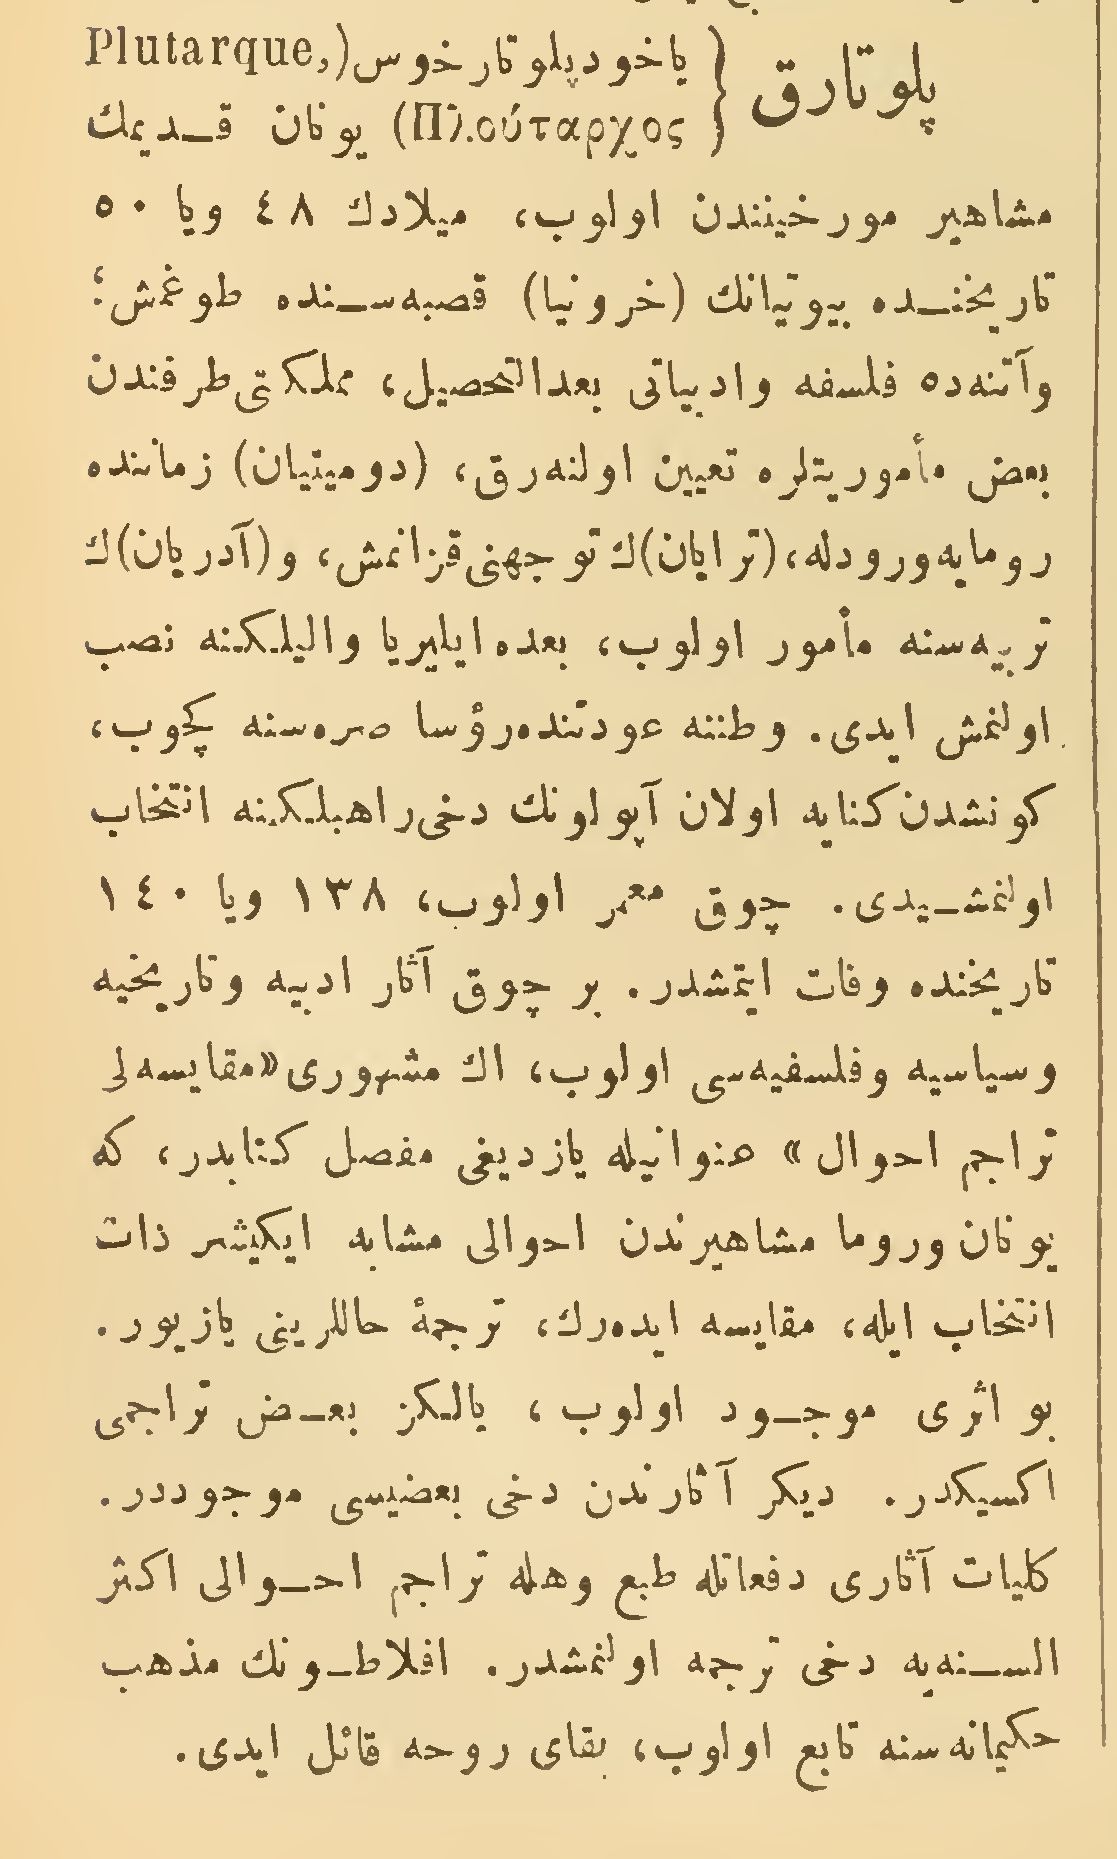 پلوتارق { یاخود پلوتارخوس (Plutarque,
Πλούταρχος) یونان قدیمك
مشاهیر مورخیننندن اولوب، میلادك ٤٨ ویا ٥٠
تاریخنده بیوتیانك (خرونیا) قصبه‌سنده طوغمش؛
وآتنه‌ده فلسفه وادبیاتی بعدالتحصیل، مملکتی طرفندن
بعض مأموریتلره تعیین اولنه‌رق، (دومیتیان) زماننده
رومایه ورودله، (ترایان)ك توجهنی قزانمش، و(آدریان)ك
تربیه‌سنه مأمور اولوب، بعده ایلیریا والیلکنه نصب
اولنمش ایدی. وطننه عودتنده رؤسا صره‌سنه کچوب،
کونشدن کنایه اولان آپولونك دخی راهبلکنه انتخاب
اولنمشیدی. چوق معمر اولوب، ١٣٨ ویا ١٤٠
تاریخنده وفات ایتمشدر. بر چوق آثار ادبیه وتاریخیه
وسیاسیه وفلسفیه‌سی اولوب، اك مشهوری «مقایسه‌لی
تراجم احوال» عنوانیله یازدیغی مفصل کتابدر، که
یونان وروما مشاهیرندن احوالی مشابه ایکیشر ذات
انتخاب ایله، مقایسه ایده‌رك، ترجمۀ حاللرینی یازیور.
بو اثری موجود اولوب، یالکز بعض تراجمی
اکسیکدر. دیکر آثارندن دخی بعضیسی موجوددر.
کلیات آثاری دفعاتله طبع وهله تراجم احوالی اکثر
السنه‌یه دخی ترجمه اولنمشدر. افلاطونك مذهب
حکیمانه‌سنه تابع اولوب، بقای روحه قائل ایدی.